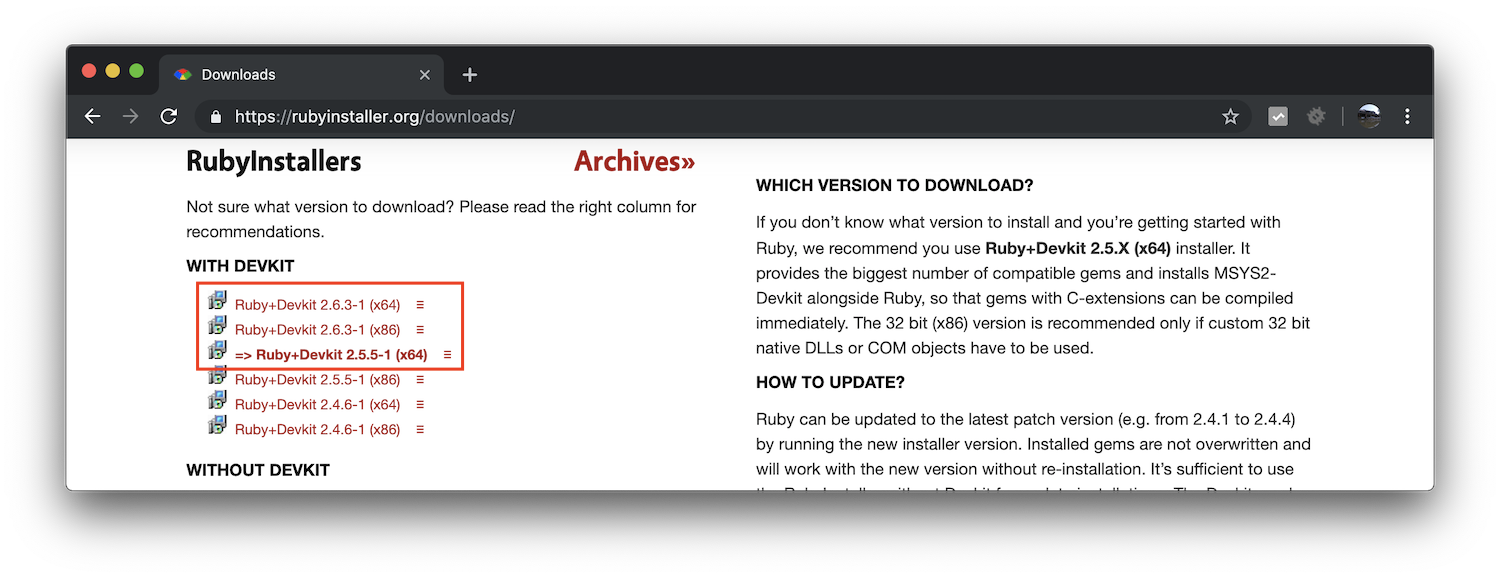 Downloads
https://rubyinstaller.org/downloads/
RubyInstallers
Archives»
Not sure what version to download? Please read the right column for
recommendations.
WITH DEVKIT
Ruby+Devkit 2.6.3-1 (x64)
Ruby+Devkit 2.6.3-1 (x86)
=> Ruby+Devkit 2.5.5-1 (x64)
Ruby+Devkit 2.5.5-1 (x86)
Ruby+Devkit 2.4.6-1 (x64)
Ruby+Devkit 2.4.6-1 (x86)
WITHOUT DEVKIT
WHICH VERSION TO DOWNLOAD?
If you don’t know what version to install and you’re getting started with
Ruby, we recommend you use Ruby+Devkit 2.5.X (x64) installer. It
provides the biggest number of compatible gems and installs MSYS2-
Devkit alongside Ruby, so that gems with C-extensions can be compiled
immediately. The 32 bit (x86) version is recommended only if custom 32 bit
native DLLs or COM objects have to be used.
HOW TO UPDATE?
Ruby can be updated to the latest patch version (e.g. from 2.4.1 to 2.4.4)
by running the new installer version. Installed gems are not overwritten and
will work with the new version without re-installation. It’s sufficient to use